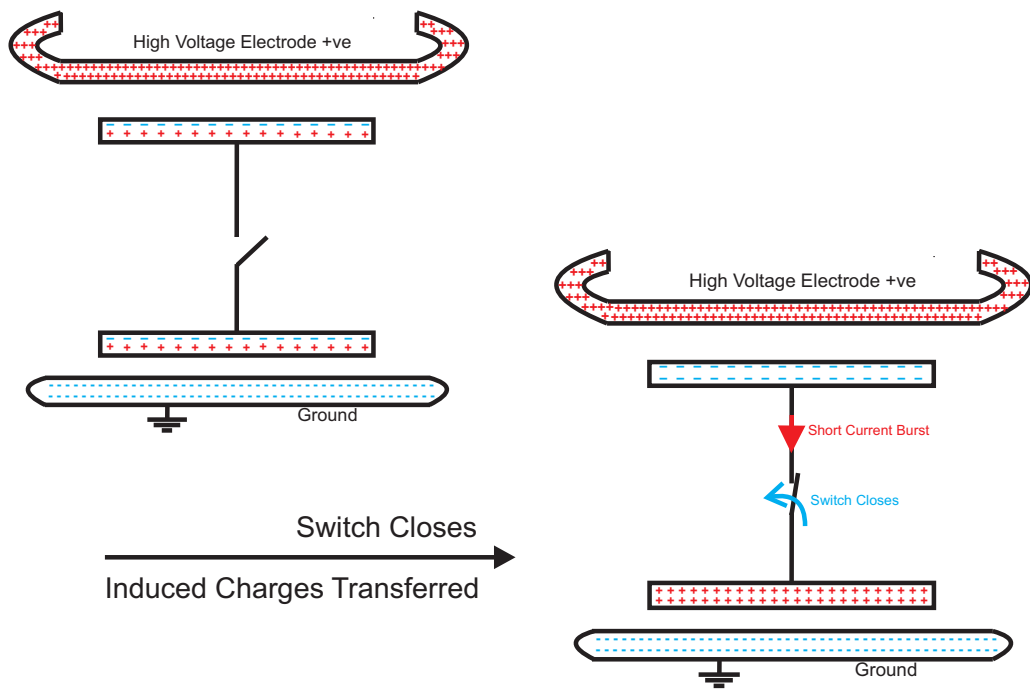 High Voltage Electrode +ve
Ground
High Voltage Electrode +ve
Short Current Burst
Switch Closes
Switch Closes
Induced Charges Transferred
Ground